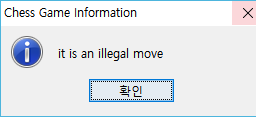 Chess Game Information
it is an illegal move
확인